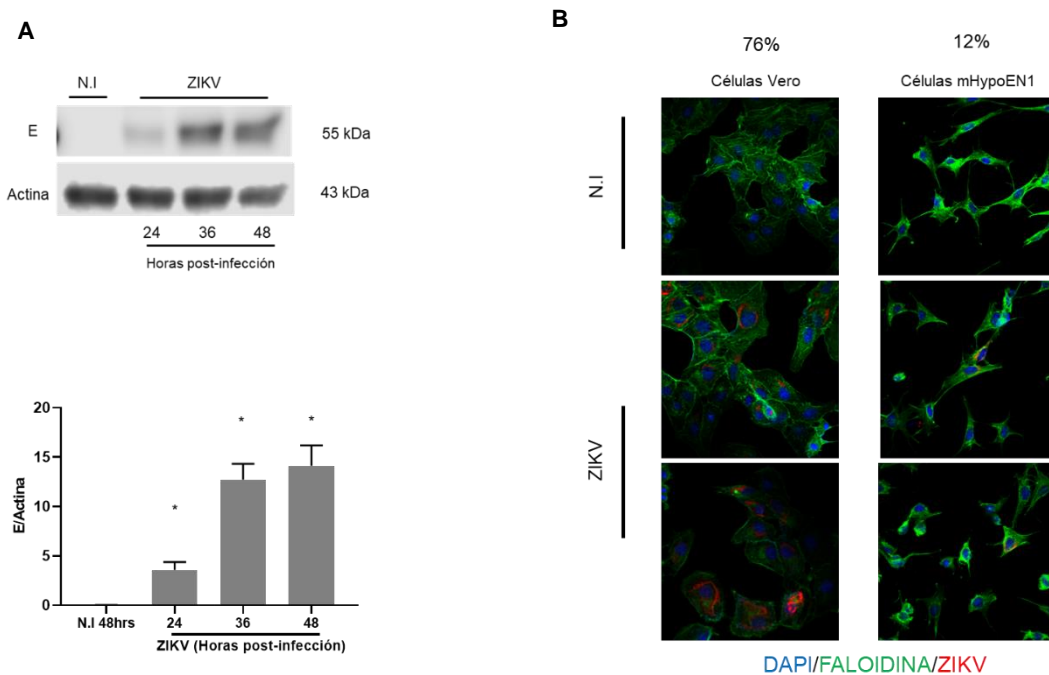 A
N.I ZIKV
E 55 kDa
Actina 43 kDa
24 36 48
Horas post-infección
20
15
10
5
0
E/Actina
* * *
N.I 48hrs 24 36 48
ZIKV (Horas post-infección)
B
76% 12%
Células Vero Células mHypoEN1
N.I
ZIKV
DAPI/FALOIDINA/ZIKV